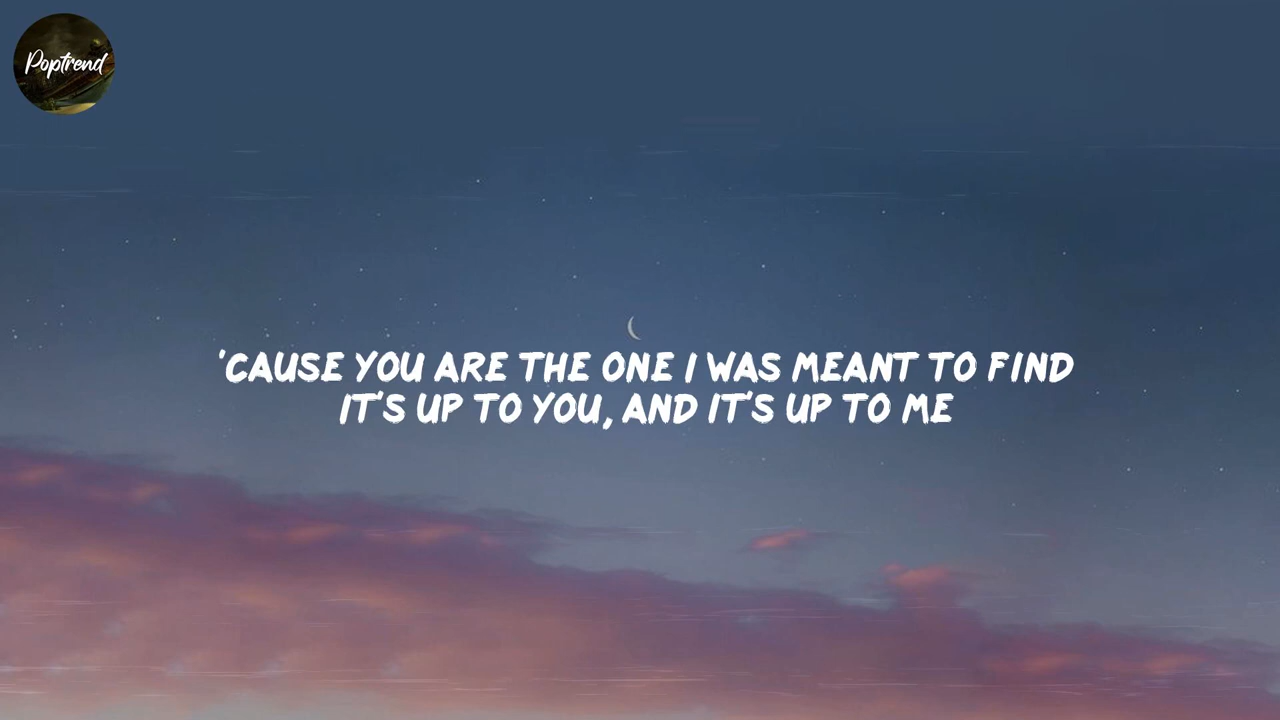 Poptrend
'CAUSE YOU ARE THE ONE I WAS MEANT TO FIND
IT'S UP TO YOU, AND IT'S UP TO ME